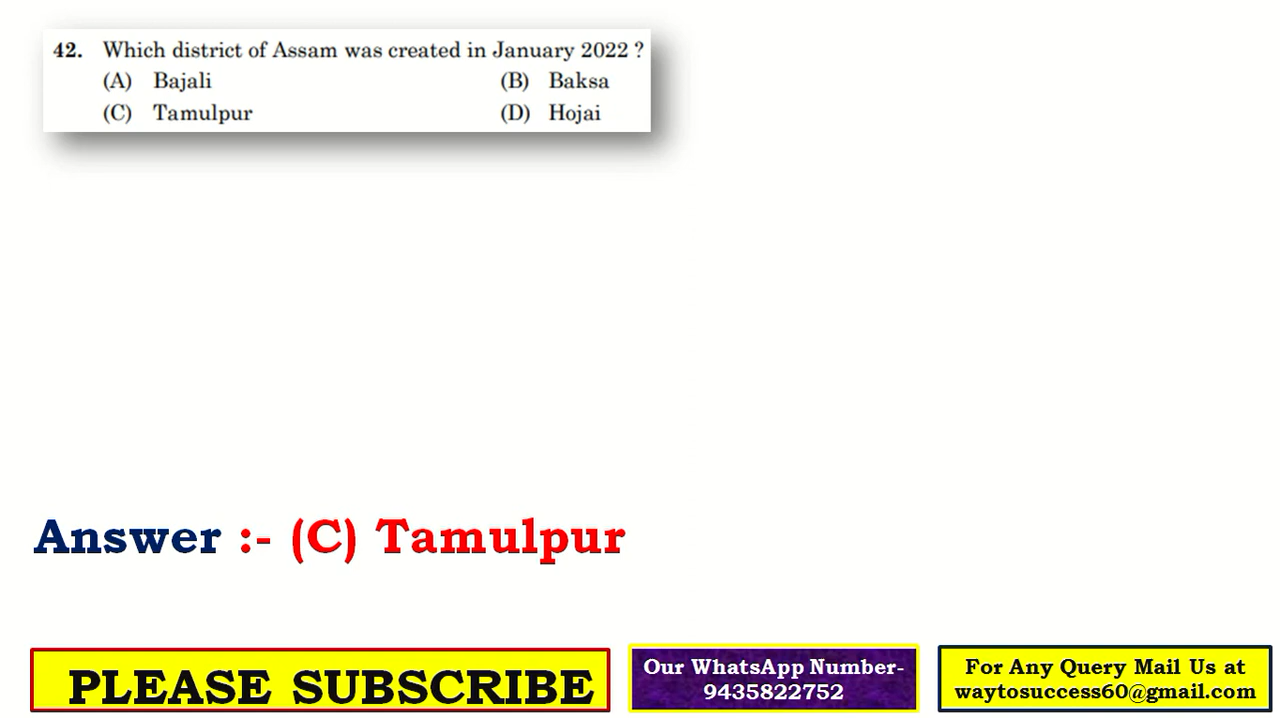 42. Which district of Assam was created in January 2022 ?
(A) Bajali (B) Baksa
(C) Tamulpur (D) Hojai
Answer :- (C) Tamulpur
PLEASE SUBSCRIBE
Our WhatsApp Number-
9435822752
For Any Query Mail Us at
waytosuccess60@gmail.com